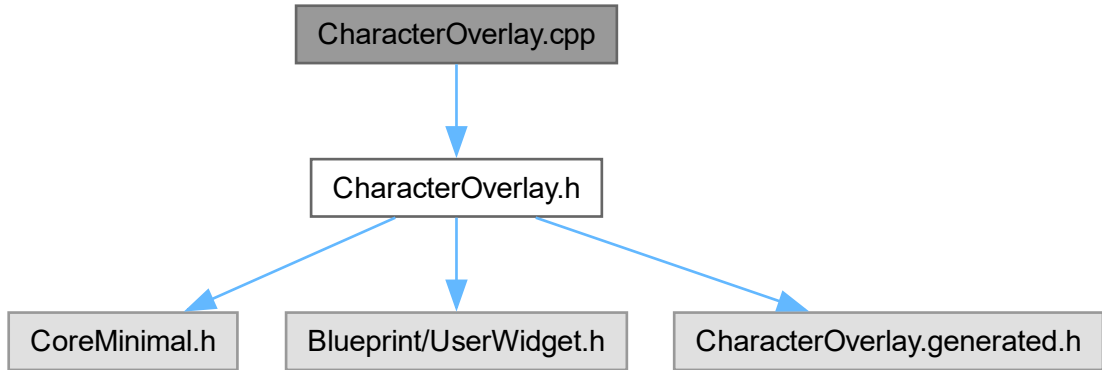 CharacterOverlay.cpp
CharacterOverlay.h
CoreMinimal.h
Blueprint/UserWidget.h
CharacterOverlay.generated.h